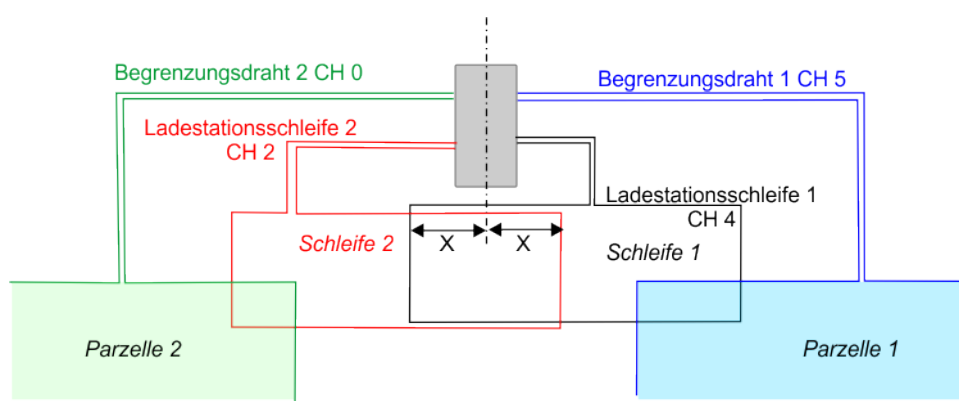 Begrenzungsdraht 2 CH 0
Begrenzungsdraht 1 CH 5
Ladestationsschleife 2
CH 2
Ladestationsschleife 1
CH 4
Schleife 2
X
X
Schleife 1
Parzelle 2
Parzelle 1